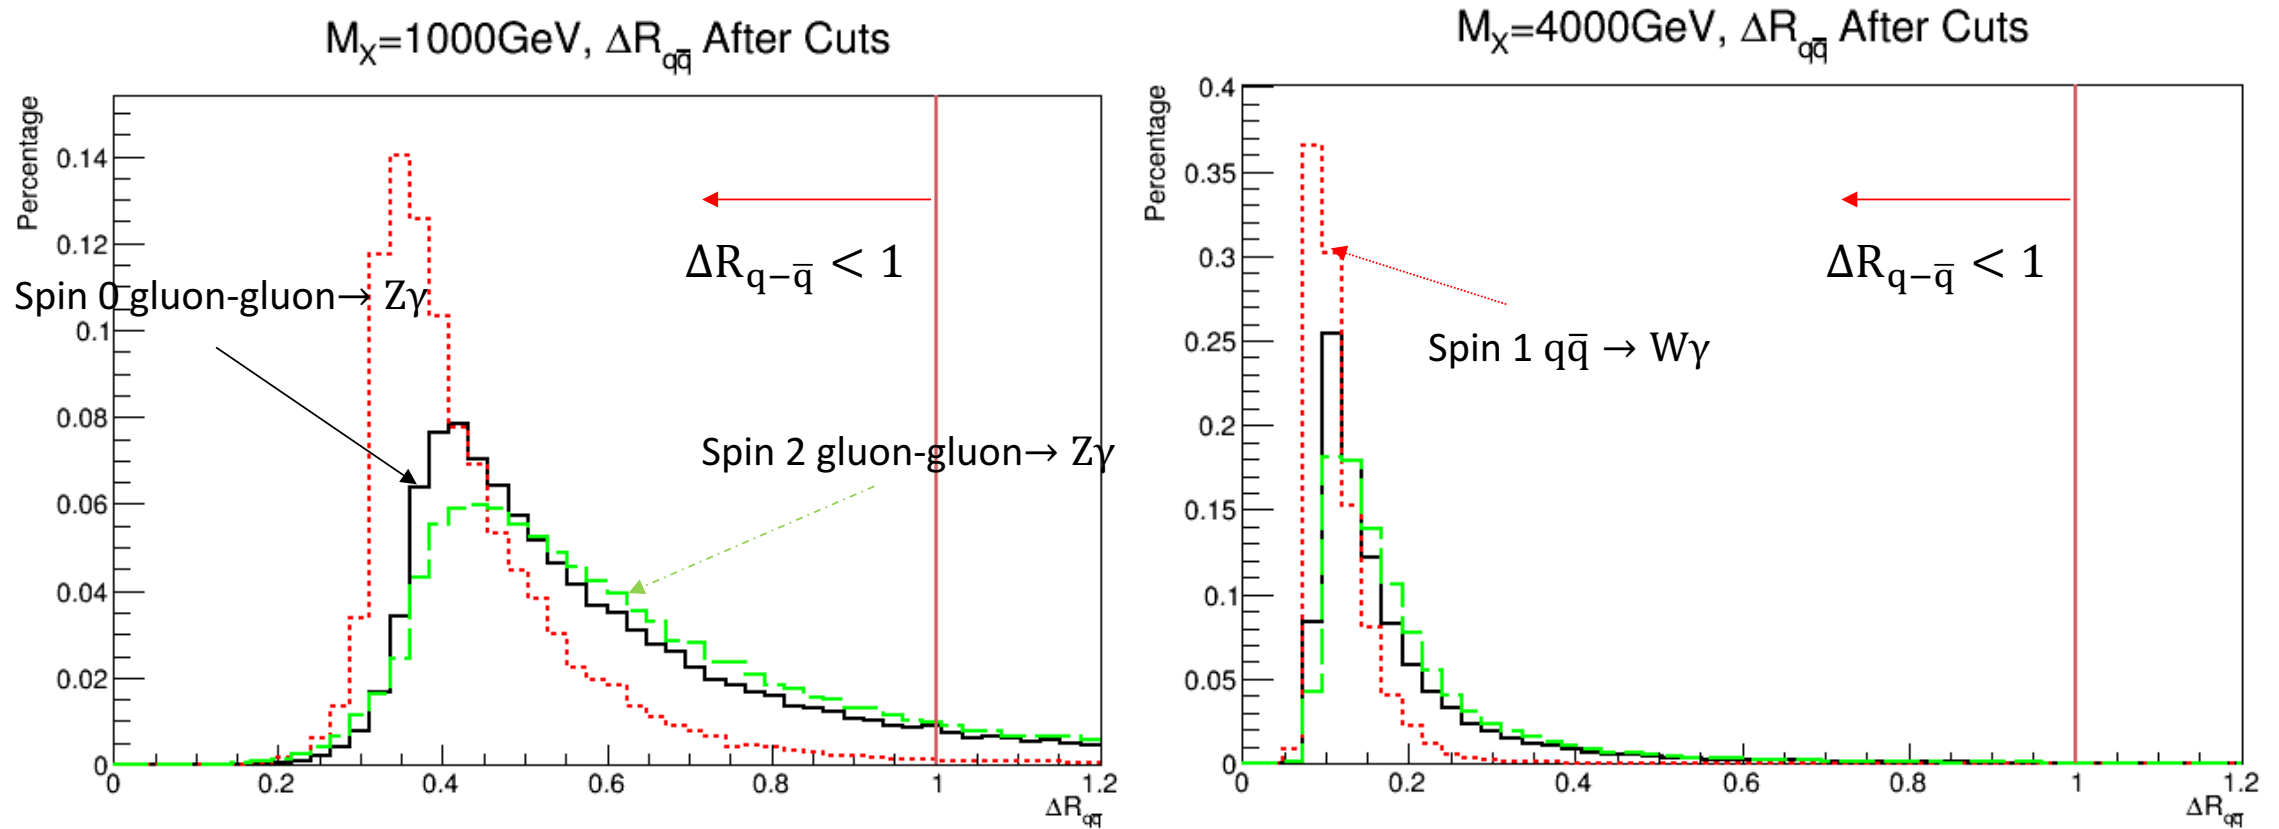 M_X=1000GeV, ΔR_qq̅ After Cuts
Percentage
0.14
0.12
0.1
0.08
0.06
0.04
0.02
0
ΔR_q−q̅ < 1
Spin 0 gluon-gluon→ Zγ
Spin 2 gluon-gluon→ Zγ
0
0.2
0.4
0.6
0.8
1
1.2
ΔR_qq̅
M_X=4000GeV, ΔR_qq̅ After Cuts
Percentage
0.4
0.35
0.3
0.25
0.2
0.15
0.1
0.05
0
ΔR_q−q̅ < 1
Spin 1 qq̅ → Wγ
0
0.2
0.4
0.6
0.8
1
1.2
ΔR_qq̅